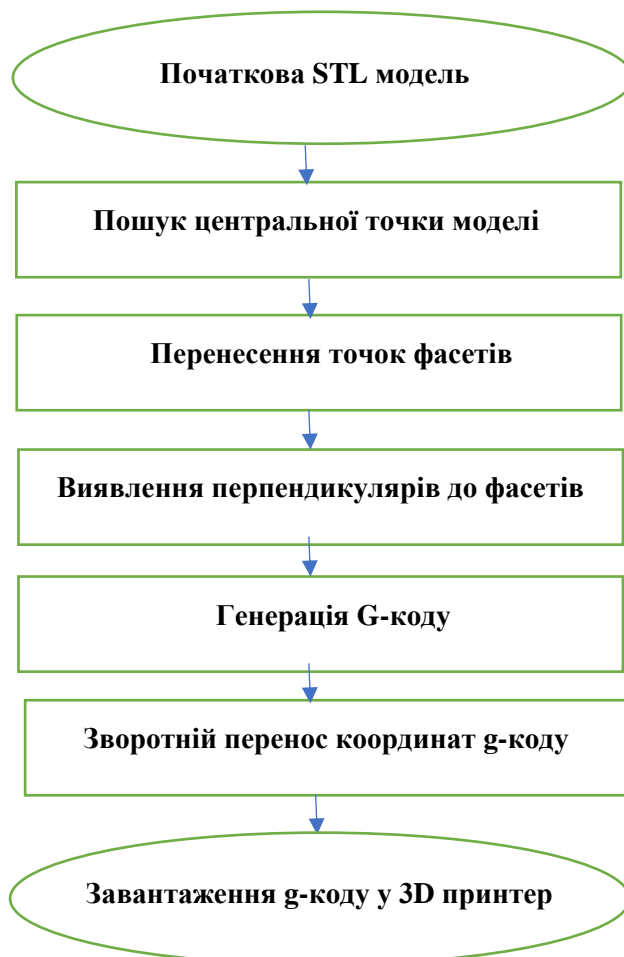 Початкова STL модель
Пошук центральної точки моделі
Перенесення точок фасетів
Виявлення перпендикулярів до фасетів
Генерація G-коду
Зворотній перенос координат g-коду
Завантаження g-коду у 3D принтер